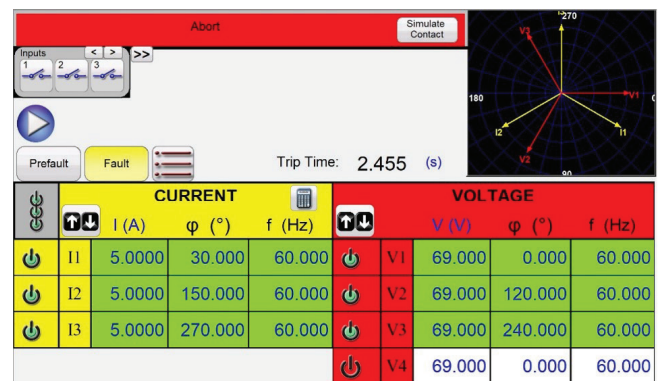 Abort
Simulate
Contact
Inputs < > >>
1 2 3
Prefault Fault
Trip Time: 2.455 (s)
270
V3
180
V1
0
I2
I1
V2
90
CURRENT
I (A) φ (°) f (Hz)
VOLTAGE
V (V) φ (°) f (Hz)
I1 5.0000 30.000 60.000 V1 69.000 0.000 60.000
I2 5.0000 150.000 60.000 V2 69.000 120.000 60.000
I3 5.0000 270.000 60.000 V3 69.000 240.000 60.000
V4 69.000 0.000 60.000